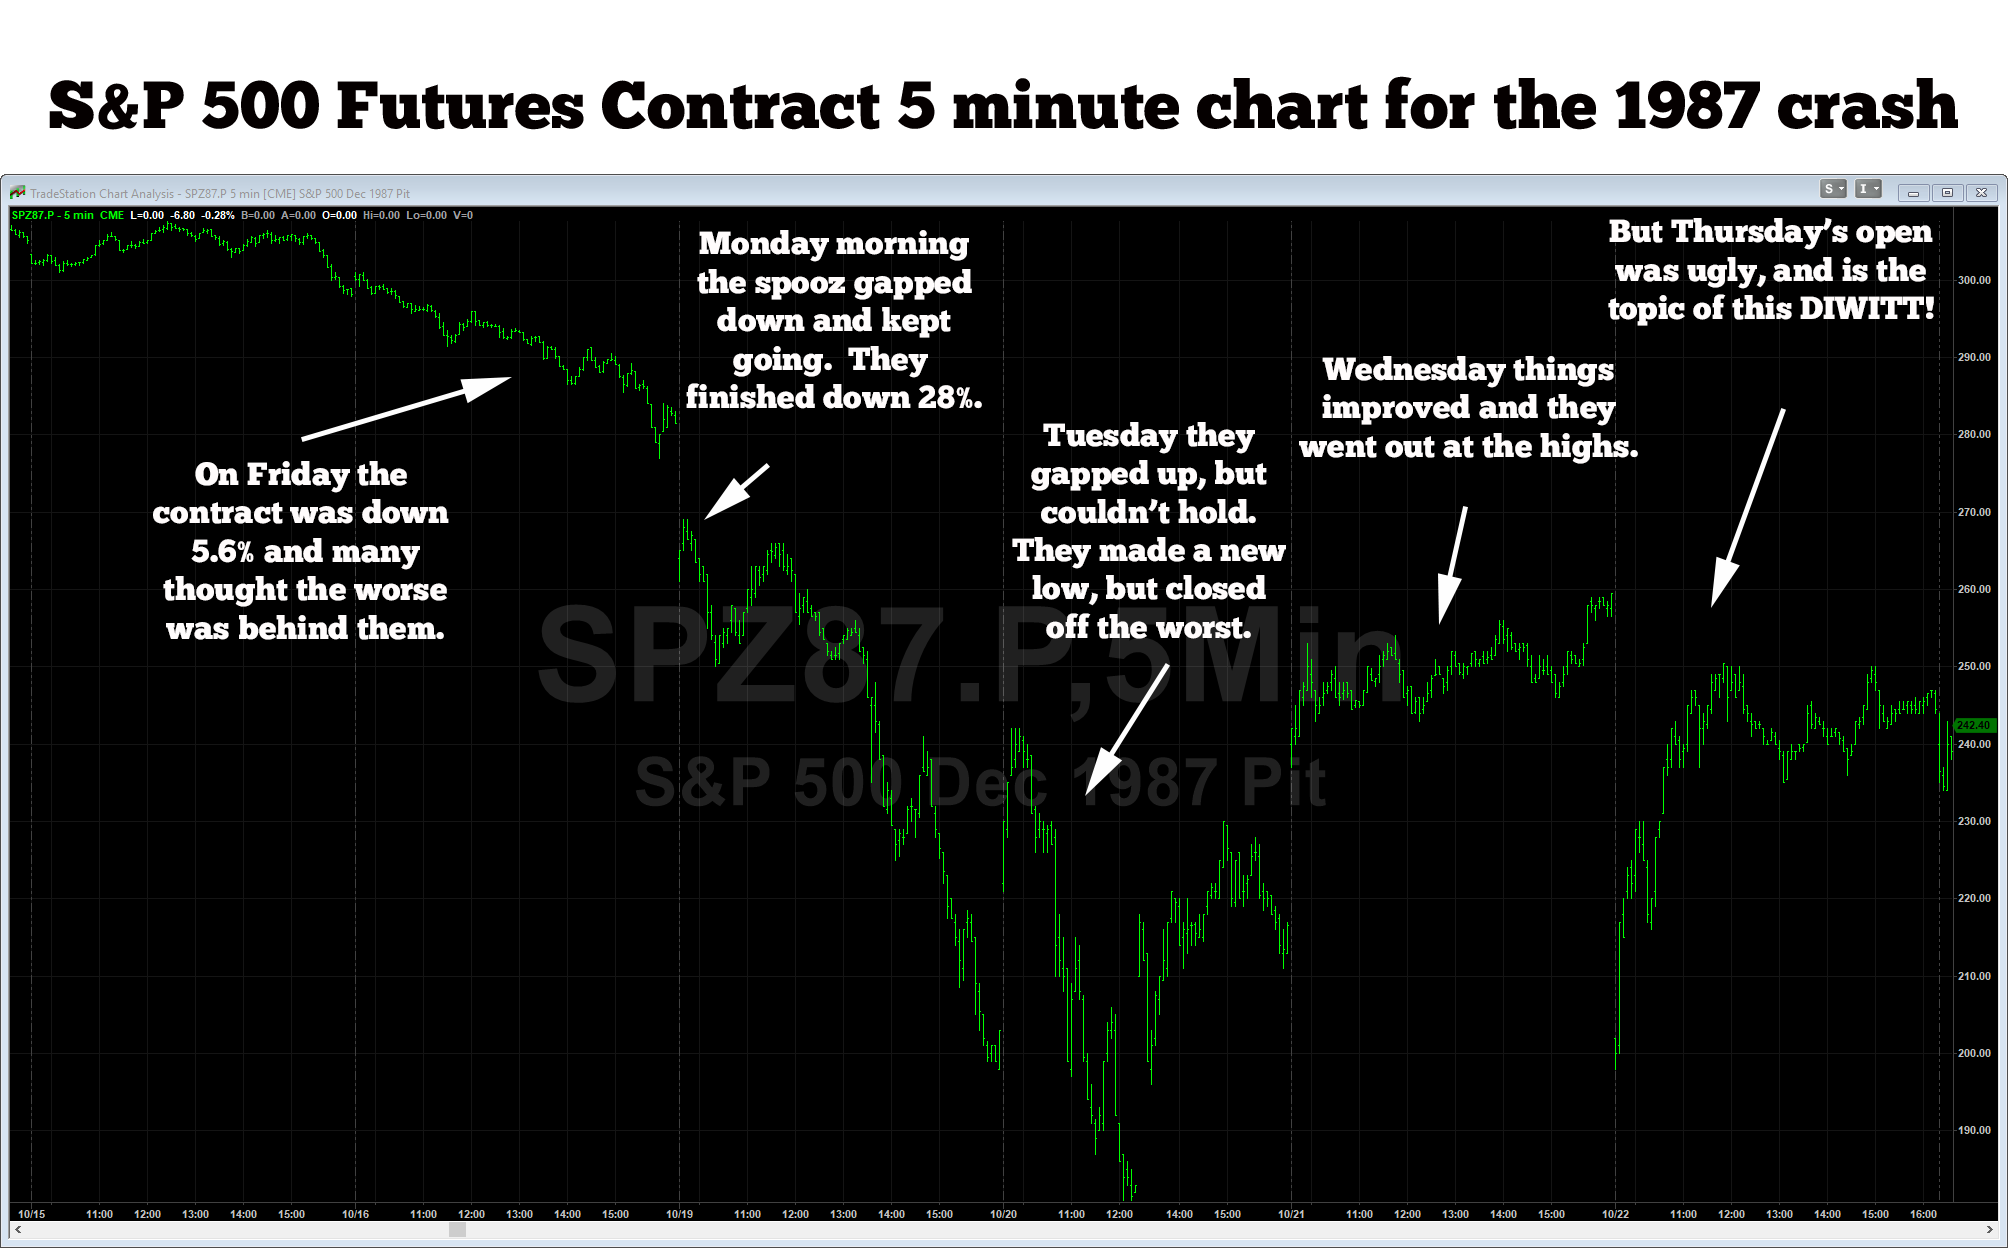 S&P 500 Futures Contract 5 minute chart for the 1987 crash
TradeStation Chart Analysis - SPZ87.P 5 min [CME] S&P 500 Dec 1987 Pit
S
I
SPZ87.P - 5 min CME L=0.00 -6.80 -0.28% B=0.00 A=0.00 O=0.00 Hi=0.00 Lo=0.00 V=0
Monday morning
the spooz gapped
down and kept
going. They
finished down 28%.
But Thursday's open
was ugly, and is the
topic of this DIWITT!
Wednesday things
improved and they
went out at the highs.
Tuesday they
gapped up, but
couldn't hold.
They made a new
low, but closed
off the worst.
On Friday the
contract was down
5.6% and many
thought the worse
was behind them.
SPZ87.P,5Min
S&P 500 Dec 1987 Pit
300.00
290.00
280.00
270.00
260.00
250.00
242.40
240.00
230.00
220.00
210.00
200.00
190.00
10/15 11:00 12:00 13:00 14:00 15:00 10/16 11:00 12:00 13:00 14:00 15:00 10/19 11:00 12:00 13:00 14:00 15:00 10/20 11:00 12:00 14:00 15:00 10/21 11:00 12:00 13:00 14:00 15:00 10/22 11:00 12:00 13:00 14:00 15:00 16:00